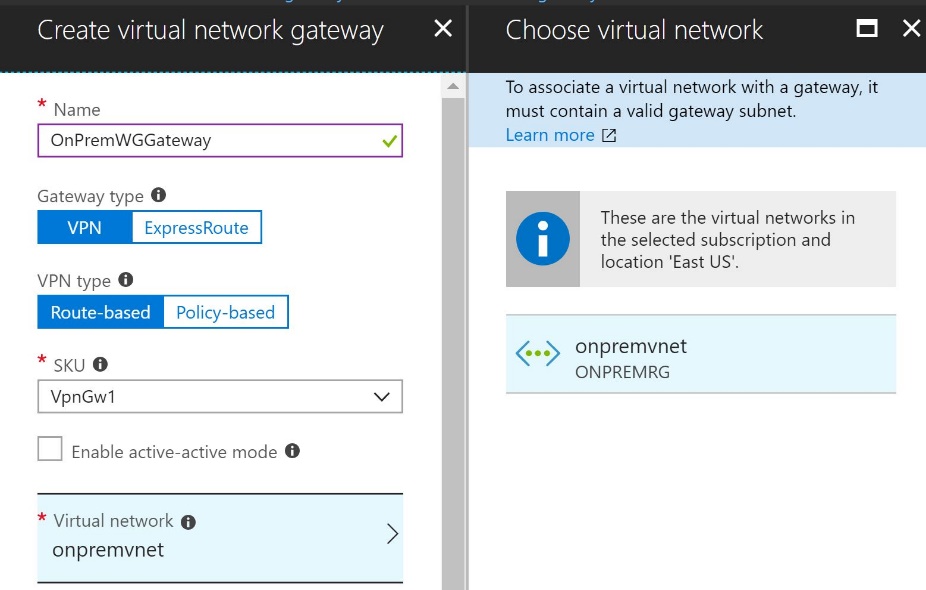 Create virtual network gateway
* Name
OnPremWGGateway
Gateway type
VPN ExpressRoute
VPN type
Route-based Policy-based
* SKU
VpnGw1
Enable active-active mode
* Virtual network
onpremvnet
Choose virtual network
To associate a virtual network with a gateway, it
must contain a valid gateway subnet.
Learn more
These are the virtual networks in
the selected subscription and
location 'East US'.
onpremvnet
ONPREMRG